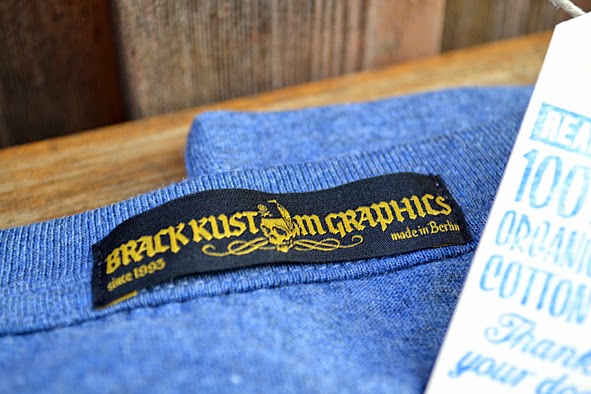 BRACK KUSTOM GRAPHICS
since 1993
made in Berlin
100%
ORGANIC
COTTON
Thank
your